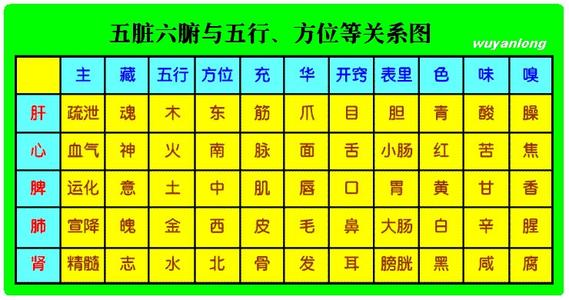 五脏六腑与五行、方位等关系图
wuyanlong
主 藏 五行 方位 充 华 开窍 表里 色 味 嗅
肝 疏泄 魂 木 东 筋 爪 目 胆 青 酸 臊
心 血气 神 火 南 脉 面 舌 小肠 红 苦 焦
脾 运化 意 土 中 肌 唇 口 胃 黄 甘 香
肺 宣降 魄 金 西 皮 毛 鼻 大肠 白 辛 腥
肾 精髓 志 水 北 骨 发 耳 膀胱 黑 咸 腐